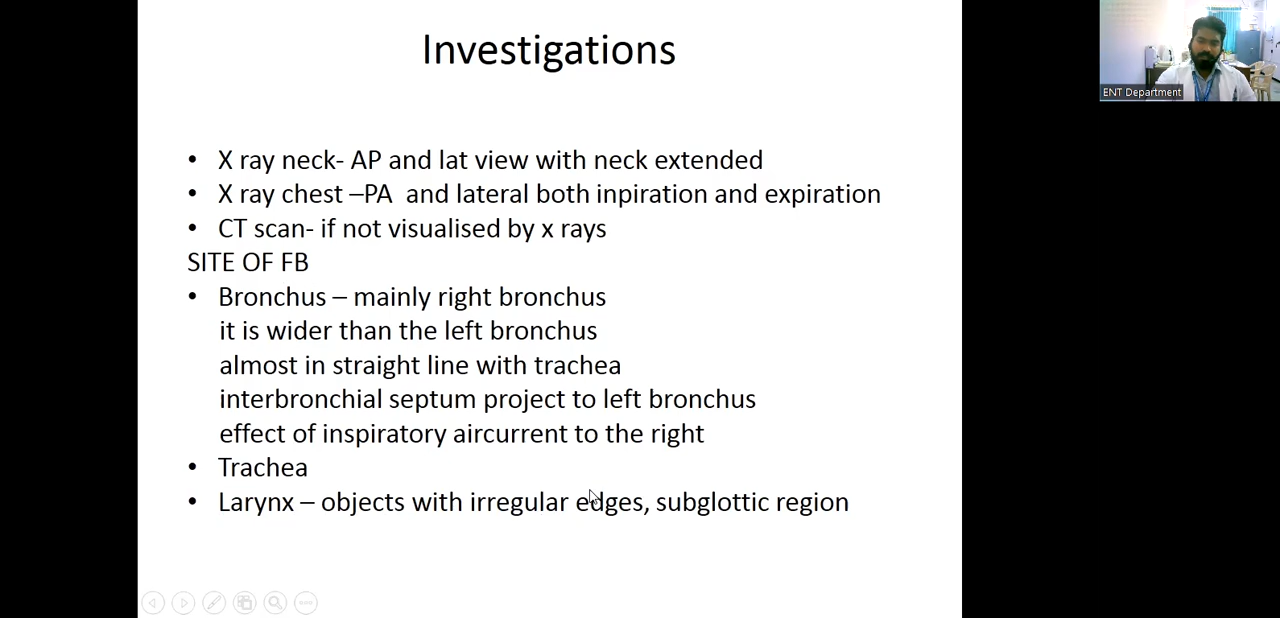 Investigations
• X ray neck- AP and lat view with neck extended
• X ray chest –PA  and lateral both inpiration and expiration
• CT scan- if not visualised by x rays
SITE OF FB
• Bronchus – mainly right bronchus
it is wider than the left bronchus
almost in straight line with trachea
interbronchial septum project to left bronchus
effect of inspiratory aircurrent to the right
• Trachea
• Larynx – objects with irregular edges, subglottic region
ENT Department